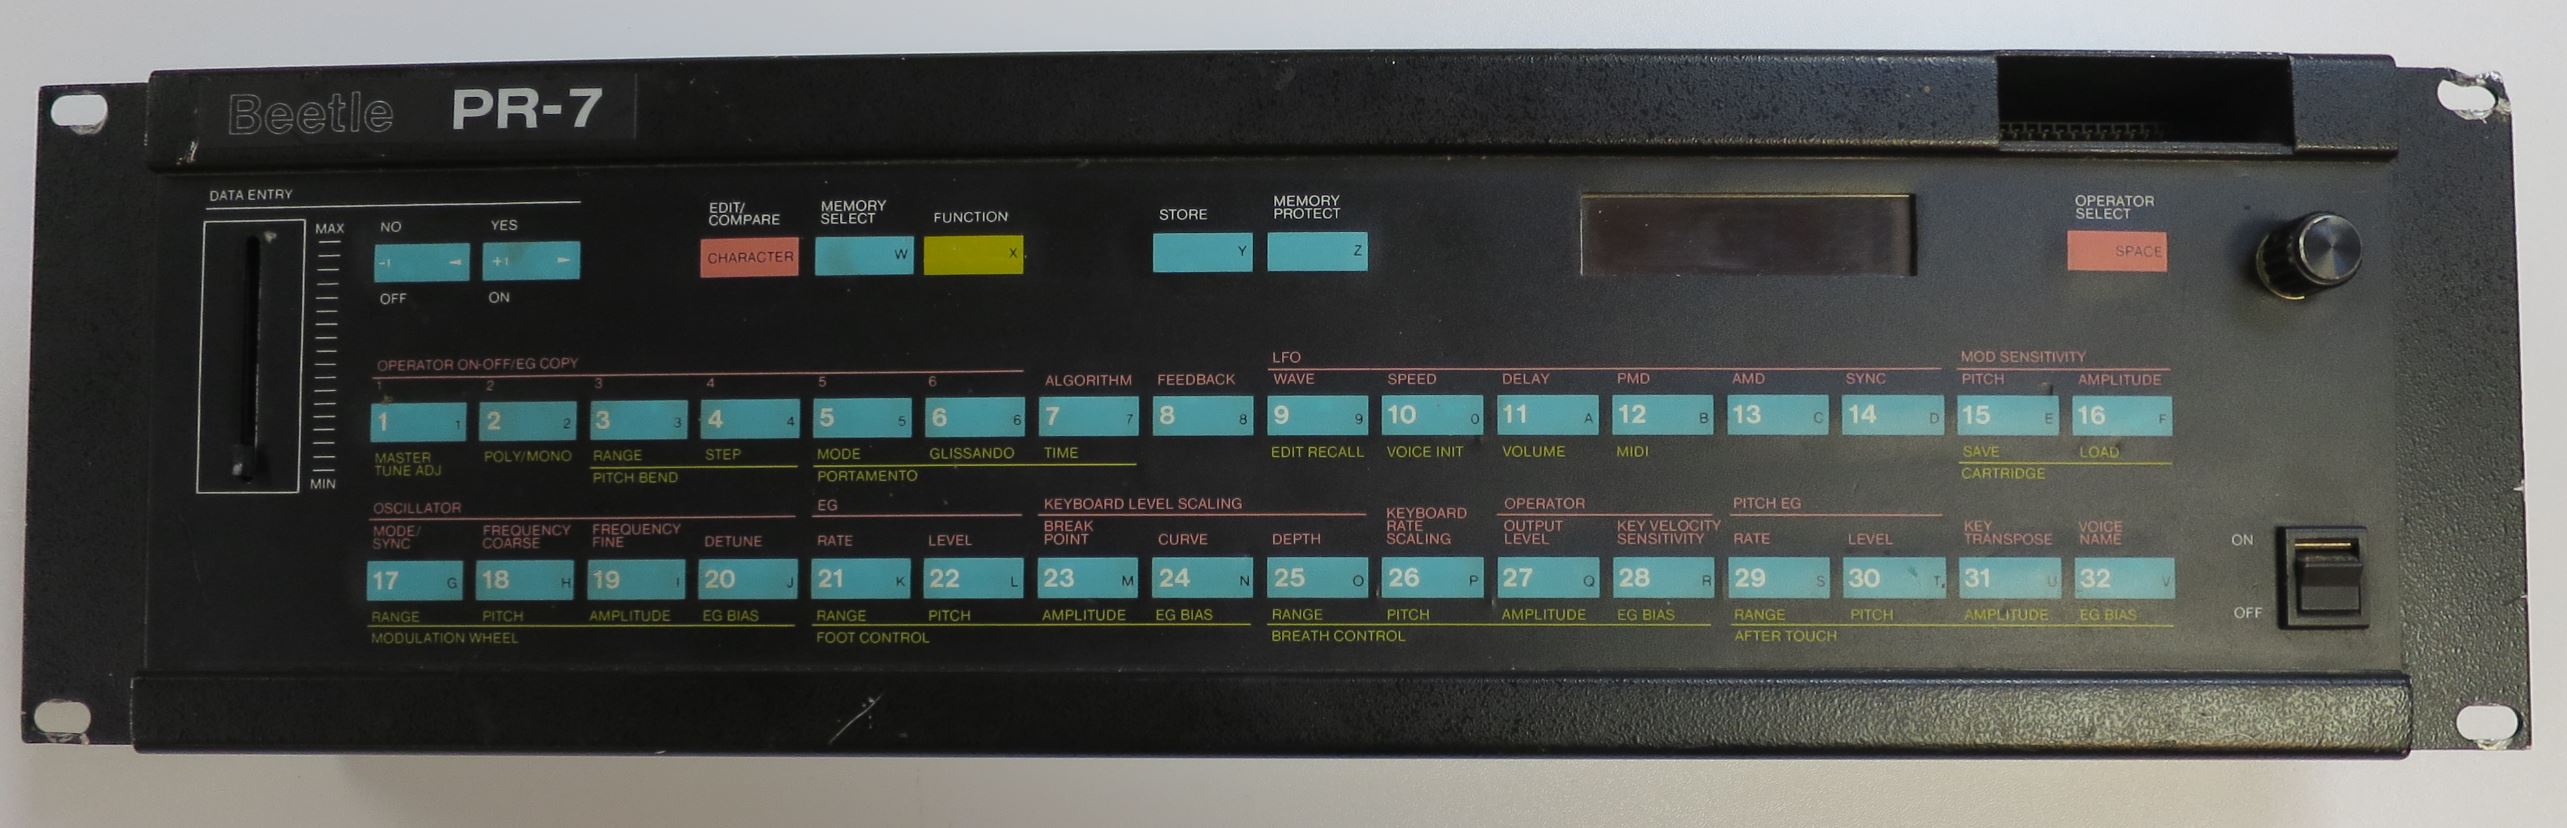 Beetle PR-7
DATA ENTRY
MAX
MIN
NO
YES
-1
+1
OFF
ON
EDIT/
COMPARE
CHARACTER
MEMORY
SELECT
W
FUNCTION
X
STORE
Y
MEMORY
PROTECT
Z
OPERATOR
SELECT
SPACE
OPERATOR ON-OFF/EG COPY
LFO
MOD SENSITIVITY
1 2 3 4 5 6 ALGORITHM FEEDBACK WAVE SPEED DELAY PMD AMD SYNC PITCH AMPLITUDE
1 1 2 2 3 3 4 4 5 5 6 6 7 7 8 8 9 9 10 0 11 A 12 B 13 C 14 D 15 E 16 F
MASTER
TUNE ADJ
POLY/MONO RANGE STEP MODE GLISSANDO TIME EDIT RECALL VOICE INIT VOLUME MIDI SAVE LOAD
PITCH BEND PORTAMENTO CARTRIDGE
OSCILLATOR EG KEYBOARD LEVEL SCALING OPERATOR PITCH EG
MODE/
SYNC
FREQUENCY
COARSE
FREQUENCY
FINE
DETUNE
RATE
LEVEL
BREAK
POINT
CURVE
DEPTH
KEYBOARD
RATE
SCALING
OUTPUT
LEVEL
KEY VELOCITY
SENSITIVITY
RATE
LEVEL
KEY
TRANSPOSE
VOICE
NAME
17 G 18 H 19 I 20 J 21 K 22 L 23 M 24 N 25 O 26 P 27 Q 28 R 29 S 30 T 31 U 32 V
RANGE PITCH AMPLITUDE EG BIAS RANGE PITCH AMPLITUDE EG BIAS RANGE PITCH AMPLITUDE EG BIAS RANGE PITCH AMPLITUDE EG BIAS
MODULATION WHEEL FOOT CONTROL BREATH CONTROL AFTER TOUCH
ON
OFF